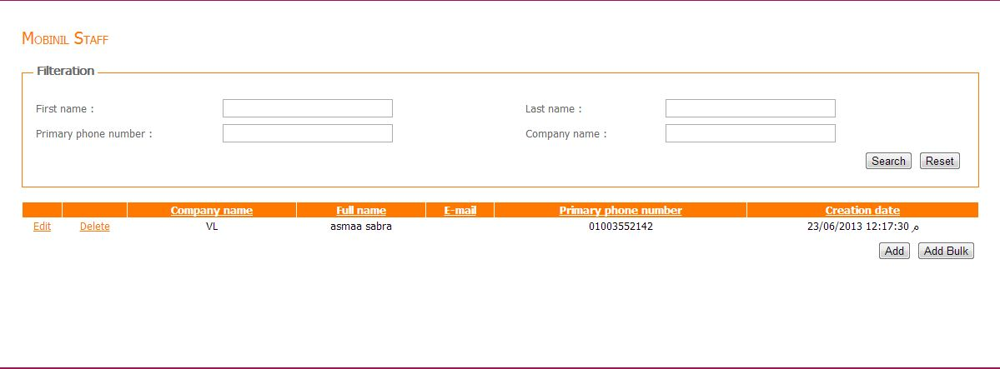 Mobinil Staff
Filteration
First name : Last name :
Primary phone number : Company name :
Search Reset
Company name Full name E-mail Primary phone number Creation date
Edit Delete VL asmaa sabra 01003552142 23/06/2013 12:17:30 م
Add Add Bulk